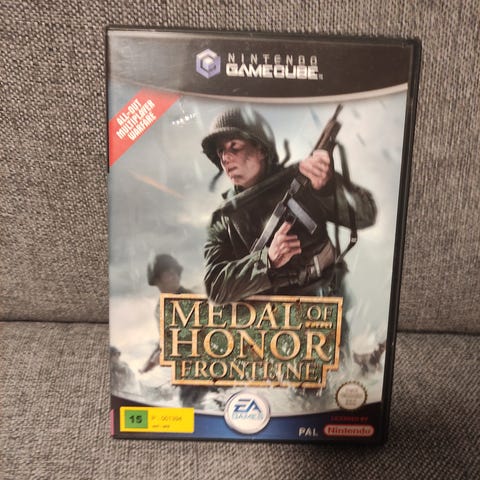 NINTENDO
GAMECUBE
ALL-OUT
MULTIPLAYER
WARFARE
MEDAL OF
HONOR
FRONTLINE
15
EA
GAMES
PAL
LICENSED BY
Nintendo